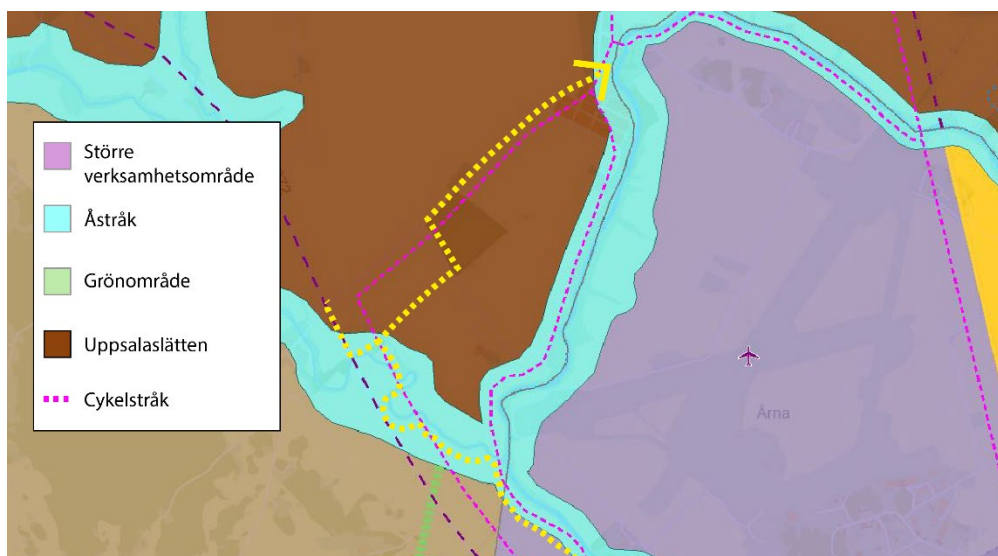 Större
verksamhetsområde
Åstråk
Grönområde
Uppsalaslätten
Cykelstråk
Årna